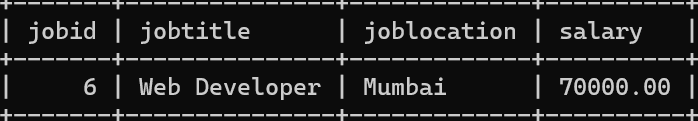 | jobid | jobtitle | joblocation | salary |
| 6 | Web Developer | Mumbai | 70000.00 |